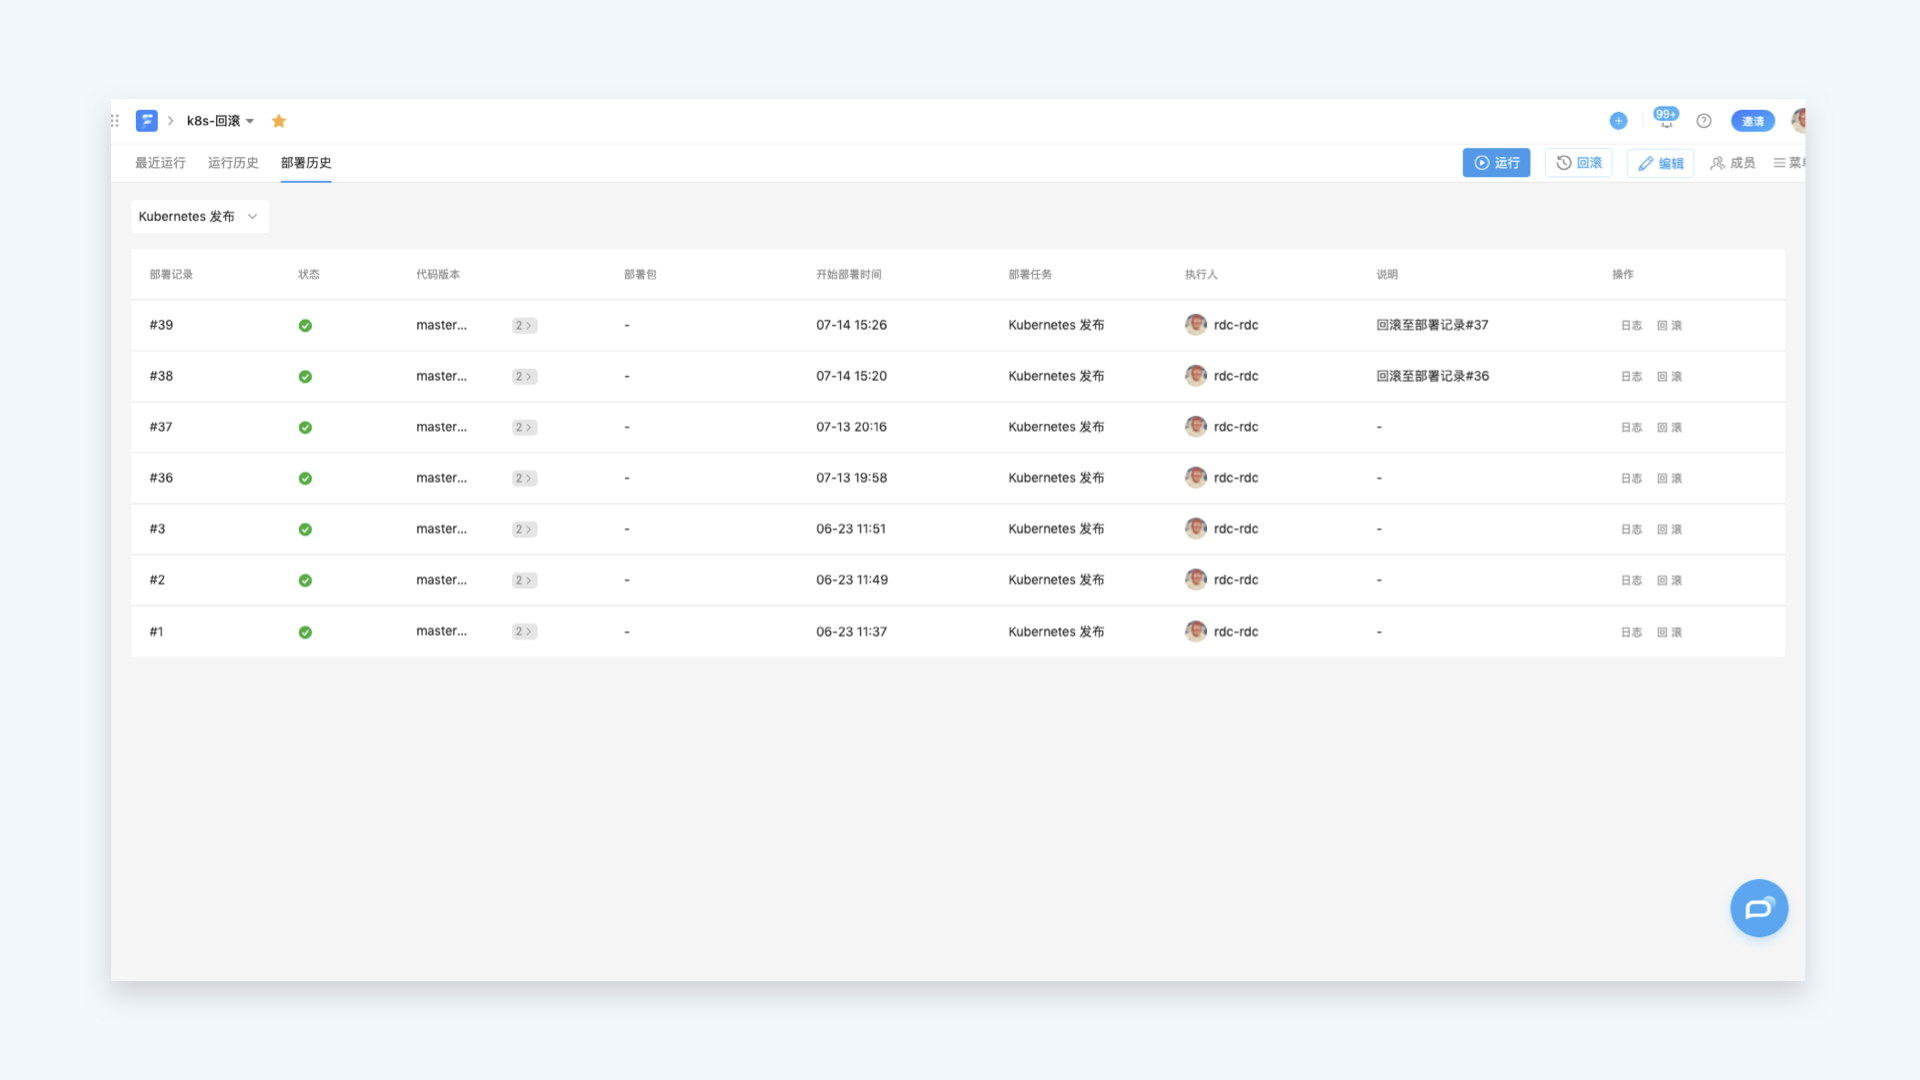 k8s-回滚
99+
邀请
最近运行 运行历史 部署历史 运行 回滚 编辑 成员
Kubernetes 发布
部署记录 状态 代码版本 部署包 开始部署时间 部署任务 执行人 说明 操作
#39 master... 2 - 07-14 15:26 Kubernetes 发布 rdc-rdc 回滚至部署记录#37 日志 回滚
#38 master... 2 - 07-14 15:20 Kubernetes 发布 rdc-rdc 回滚至部署记录#36 日志 回滚
#37 master... 2 - 07-13 20:16 Kubernetes 发布 rdc-rdc - 日志 回滚
#36 master... 2 - 07-13 19:58 Kubernetes 发布 rdc-rdc - 日志 回滚
#3 master... 2 - 06-23 11:51 Kubernetes 发布 rdc-rdc - 日志 回滚
#2 master... 2 - 06-23 11:49 Kubernetes 发布 rdc-rdc - 日志 回滚
#1 master... 2 - 06-23 11:37 Kubernetes 发布 rdc-rdc - 日志 回滚